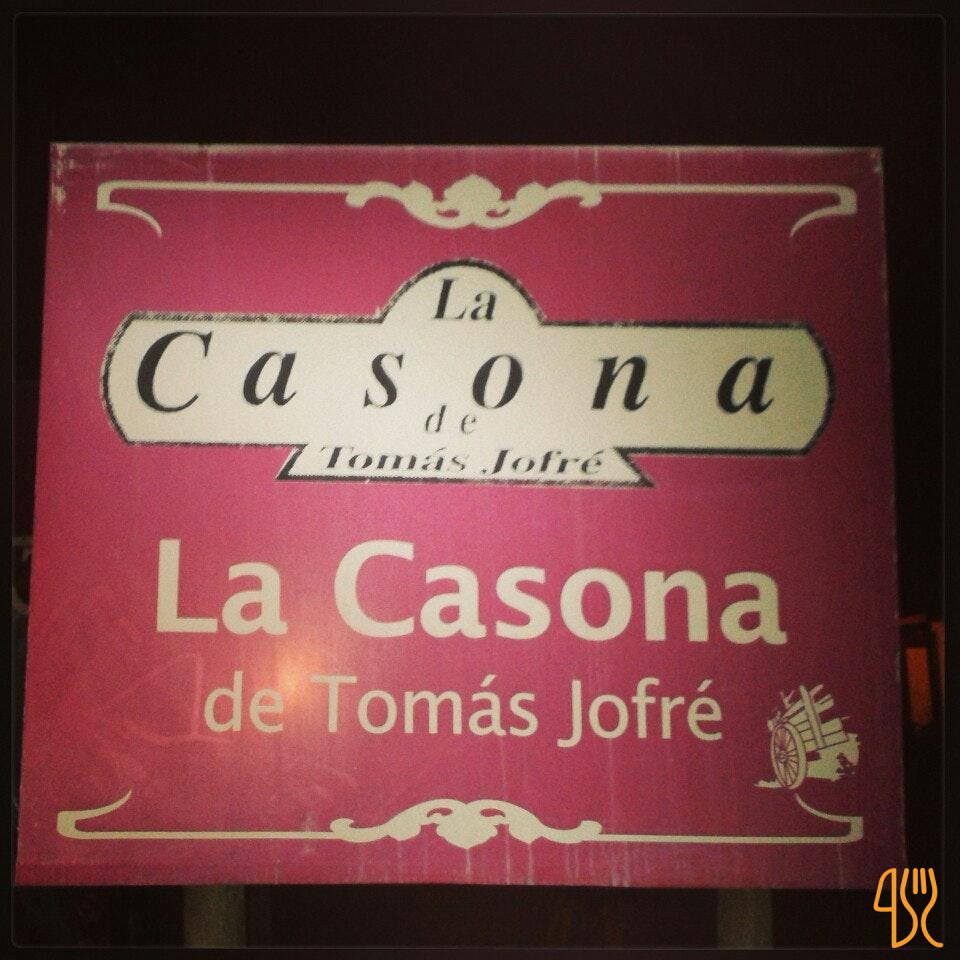 La
Casona
de
Tomás Jofré
La Casona
de Tomás Jofré